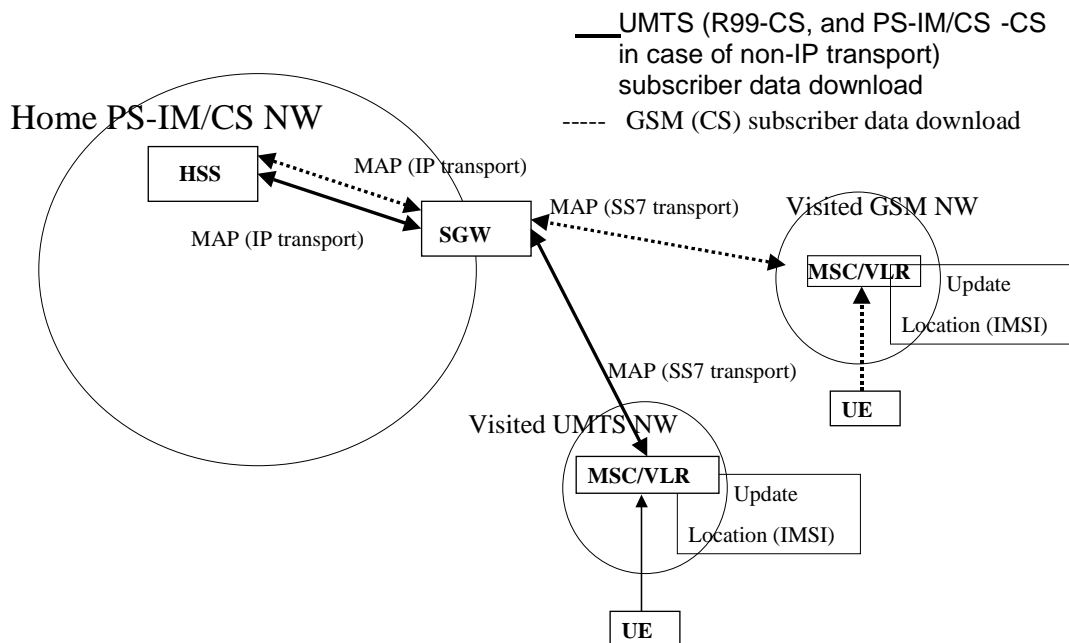 UMTS (R99-CS, and PS-IM/CS -CS
in case of non-IP transport)
subscriber data download
----- GSM (CS) subscriber data download
Home PS-IM/CS NW
HSS
MAP (IP transport)
MAP (IP transport)
SGW
MAP (SS7 transport)
Visited GSM NW
MSC/VLR
Update
Location (IMSI)
UE
MAP (SS7 transport)
Visited UMTS NW
MSC/VLR
Update
Location (IMSI)
UE